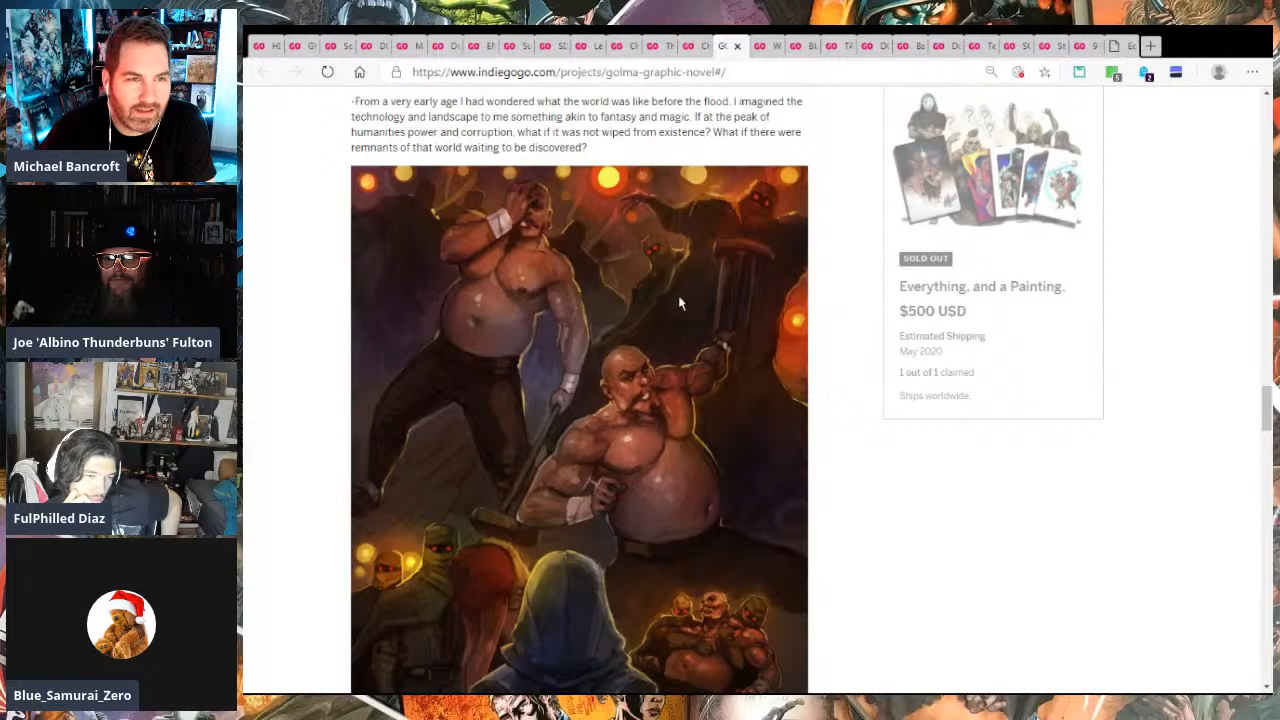 Michael Bancroft
Joe 'Albino Thunderbuns' Fulton
FulPhilled Diaz
Blue_Samurai_Zero
https://www.indiegogo.com/projects/golma-graphic-novel#/
-From a very early age I had wondered what the world was like before the flood. I imagined the
technology and landscape to me something akin to fantasy and magic. If at the peak of
humanities power and corruption, what if it was not wiped from existence? What if there were
remnants of that world waiting to be discovered?
SOLD OUT
Everything, and a Painting.
$500 USD
Estimated Shipping
May 2020
1 out of 1 claimed
Ships worldwide.